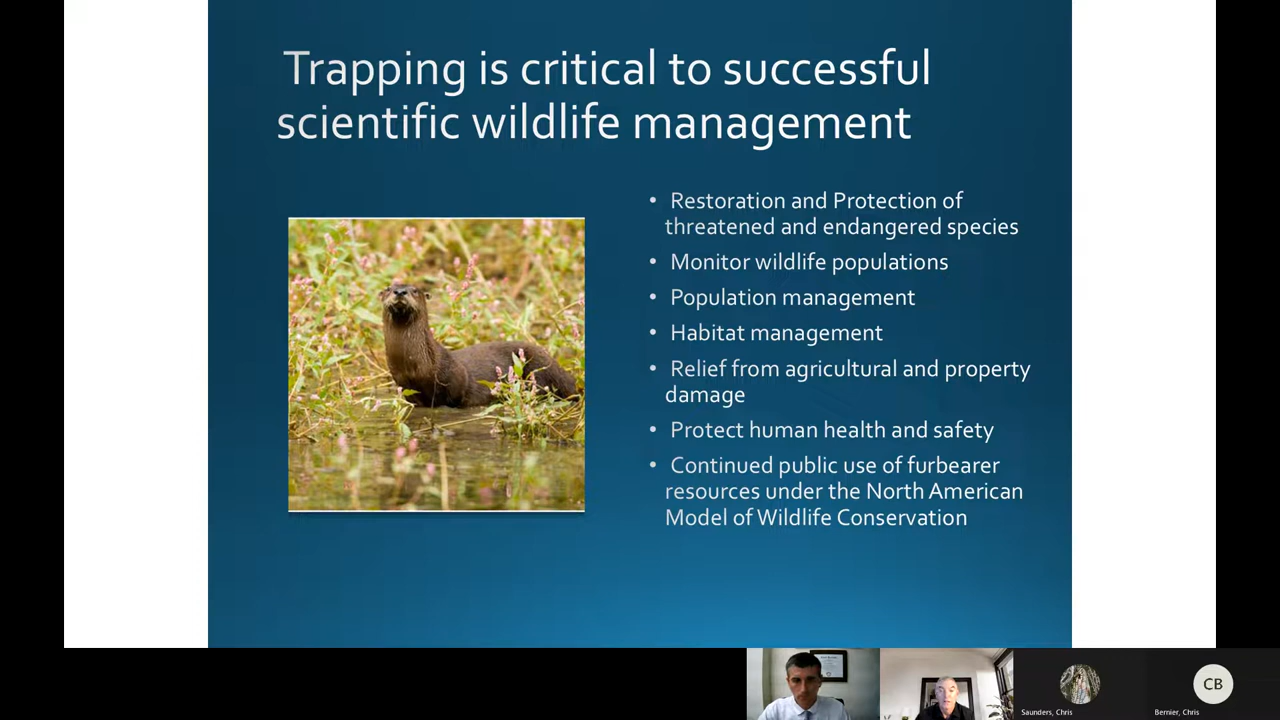 Trapping is critical to successful
scientific wildlife management
• Restoration and Protection of
threatened and endangered species
• Monitor wildlife populations
• Population management
• Habitat management
• Relief from agricultural and property
damage
• Protect human health and safety
• Continued public use of furbearer
resources under the North American
Model of Wildlife Conservation
CB
Saunders, Chris
Bernier, Chris